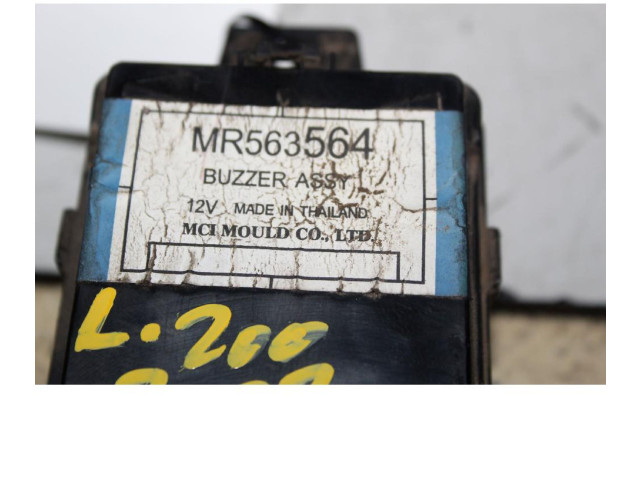 MR563564
BUZZER ASSY
12V MADE IN THAILAND
MCI MOULD CO., LTD.
L.200